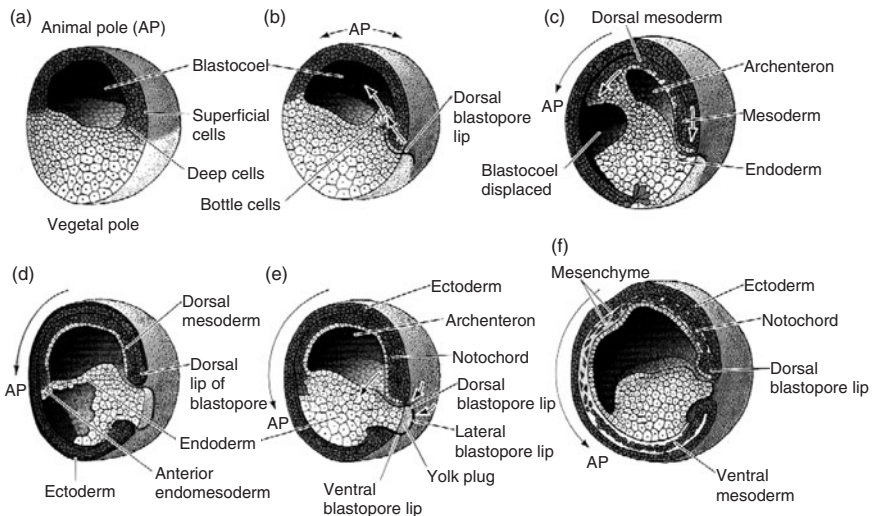 (a)
Animal pole (AP)
Blastocoel
Superficial
cells
Deep cells
Vegetal pole
(b)
AP
Dorsal
blastopore
lip
Bottle cells
(c)
Dorsal mesoderm
Archenteron
AP
Mesoderm
Blastocoel
displaced
Endoderm
(d)
Dorsal
mesoderm
AP
Dorsal
lip of
blastopore
Endoderm
Ectoderm
Anterior
endomesoderm
(e)
Ectoderm
Archenteron
Notochord
Dorsal
blastopore lip
AP
Lateral
blastopore lip
Yolk plug
Ventral
blastopore lip
(f)
Mesenchyme
Ectoderm
Notochord
Dorsal
blastopore lip
AP
Ventral
mesoderm